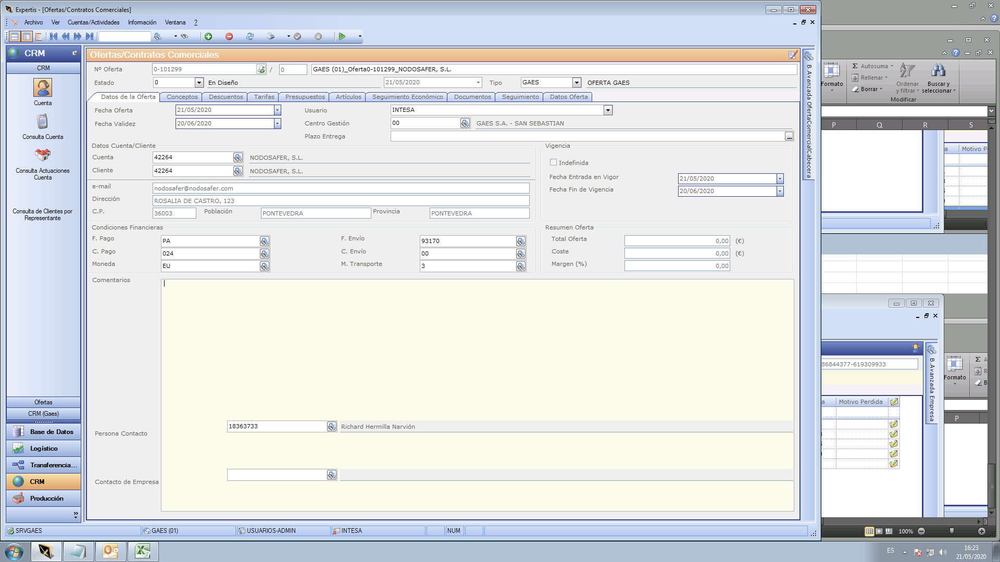 Expertis - [Ofertas/Contratos Comerciales]
Archivo Ver Cuentas/Actividades Información Ventana ?
CRM
CRM
Cuenta
Consulta Cuenta
Consulta Actuaciones
Cuenta
Consulta de Clientes por
Representante
Ofertas
CRM (Gaes)
Base de Datos
Logístico
Transferencia...
CRM
Producción
Ofertas/Contratos Comerciales
Nº Oferta 0-101299 / 0 GAES (01)_Oferta0-101299_NODOSAFER, S.L.
Estado 0 En Diseño 21/05/2020 Tipo GAES OFERTA GAES
Datos de la Oferta Conceptos Descuentos Tarifas Presupuestos Artículos Seguimiento Económico Documentos Seguimiento Datos Oferta
Fecha Oferta 21/05/2020 Usuario INTESA
Fecha Validez 20/06/2020 Centro Gestión 00 GAES S.A. - SAN SEBASTIAN
Plazo Entrega ...
Datos Cuenta/Cliente
Cuenta 42264 NODOSAFER, S.L.
Cliente 42264 NODOSAFER, S.L.
e-mail nodosafer@nodosafer.com
Dirección ROSALIA DE CASTRO, 123
C.P. 36003 Población PONTEVEDRA Provincia PONTEVEDRA
Vigencia
Indefinida
Fecha Entrada en Vigor 21/05/2020
Fecha Fin de Vigencia 20/06/2020
Condiciones Financieras
F. Pago PA F. Envío 93170
C. Pago 024 C. Envío 00
Moneda EU M. Transporte 3
Resumen Oferta
Total Oferta 0,00 (€)
Coste 0,00 (€)
Margen (%) 0,00
Comentarios
Persona Contacto 18363733 Richard Hermilla Narvión
Contacto de Empresa
B.Avanzada OfertaComercialCabecera
SRVGAES GAES (01) USUARIOS-ADMIN INTESA NUM
Formato
Autosuma
Rellenar
Borrar
Ordenar
y filtrar
Buscar y
seleccionar
Modificar
P Q R S
a Motivo P
86844377-619309933
B.Avanzada Empresa
a Motivo Perdida
Formato
Σ A
R
B
P
100%
ES
16:23
21/05/2020